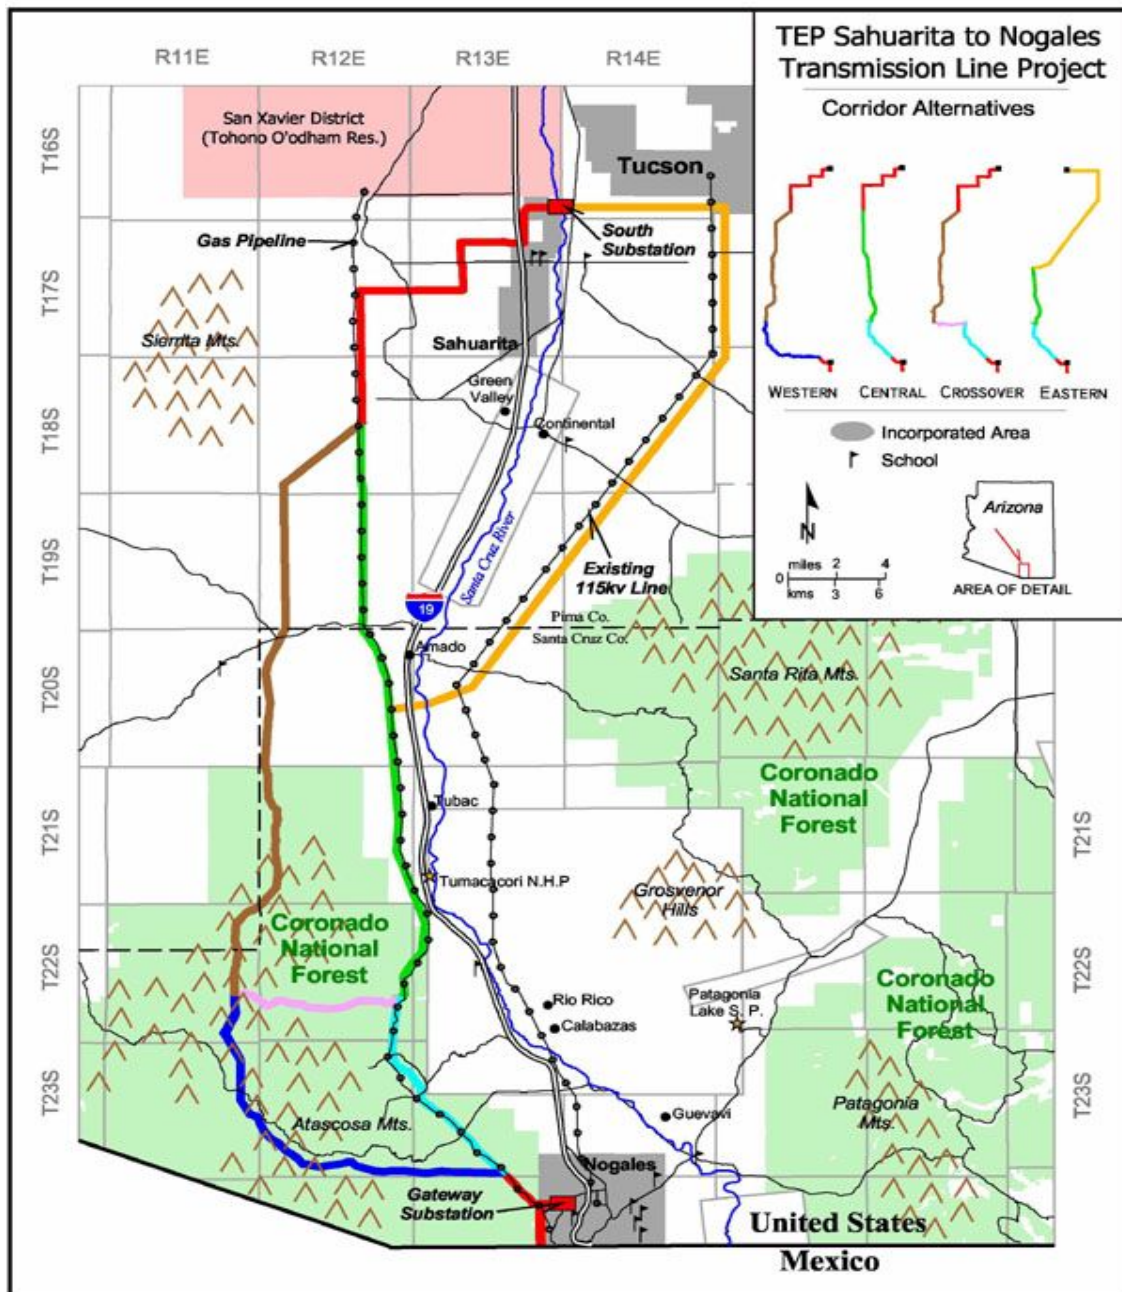 R11E
R12E
R13E
R14E
TEP Sahuarita to Nogales
Transmission Line Project
Corridor Alternatives
WESTERN
CENTRAL
CROSSOVER
EASTERN
Incorporated Area
School
N
miles 2 4
0
kms 3 6
Arizona
AREA OF DETAIL
T16S
T17S
T18S
T19S
T20S
T21S
T22S
T23S
T21S
T22S
T23S
San Xavier District
(Tohono O'odham Res.)
Tucson
Gas Pipeline
South
Substation
Sierrita Mts.
Sahuarita
Green
Valley
Continental
Santa Cruz River
Existing
115kv Line
19
Pima Co.
Santa Cruz Co.
Amado
Santa Rita Mts.
Coronado
National
Forest
Tubac
Tumacacori N.H.P
Grosvenor
Hills
Coronado
National
Forest
Coronado
National
Forest
Rio Rico
Calabazas
Patagonia
Lake S. P.
Guevavi
Patagonia
Mts.
Atascosa Mts.
Nogales
Gateway
Substation
United States
Mexico